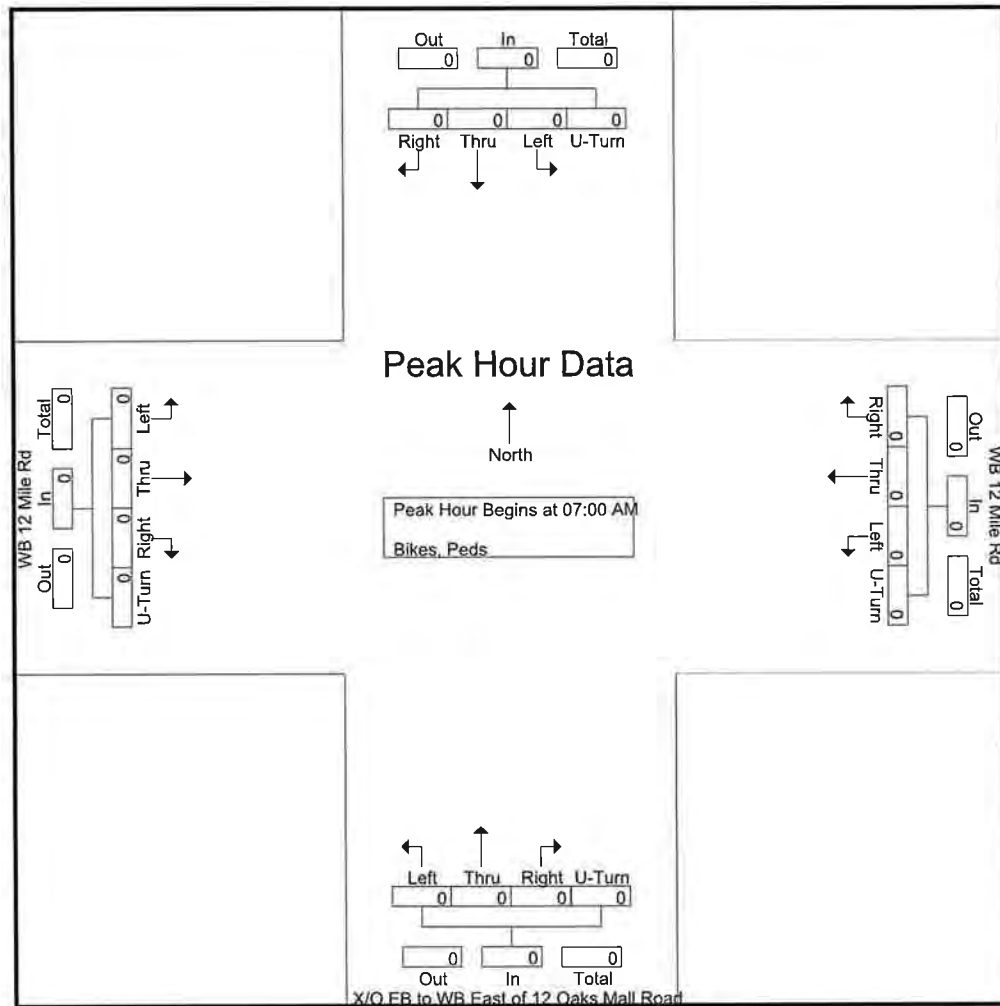 Out In Total
0 0 0
0 0 0 0
Right Thru Left U-Turn
Peak Hour Data
North
Peak Hour Begins at 07:00 AM
Bikes, Peds
WB 12 Mile Rd
Total In Out
0 0 0
0 0 0 0
Left Thru Right U-Turn
Right Thru Left U-Turn
0 0 0 0
Out In Total
0 0 0
WB 12 Mile Rd
Left Thru Right U-Turn
0 0 0 0
0 0 0
Out In Total
X/O EB to WB East of 12 Oaks Mall Road